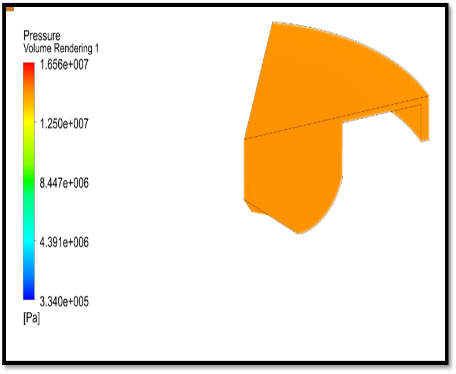 Pressure
Volume Rendering 1
1.656e+007
1.250e+007
8.447e+006
4.391e+006
3.340e+005
[Pa]